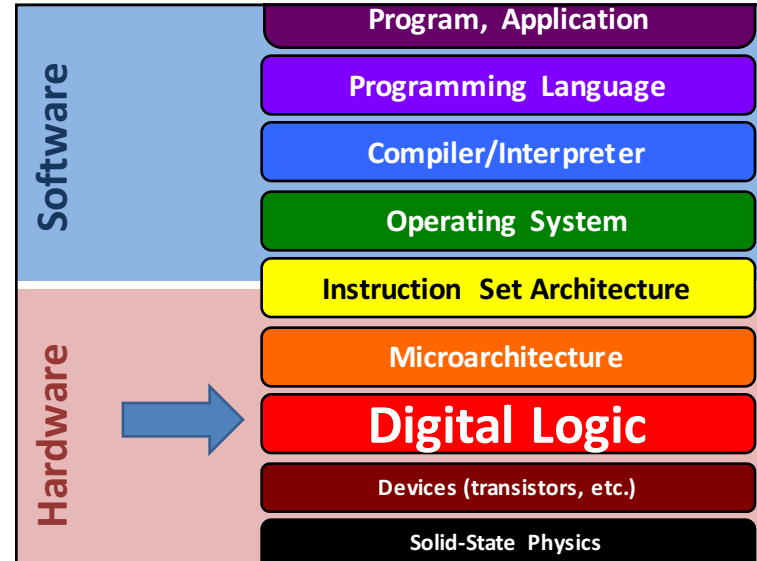 Software
Hardware
Program, Application
Programming Language
Compiler/Interpreter
Operating System
Instruction Set Architecture
Microarchitecture
Digital Logic
Devices (transistors, etc.)
Solid-State Physics